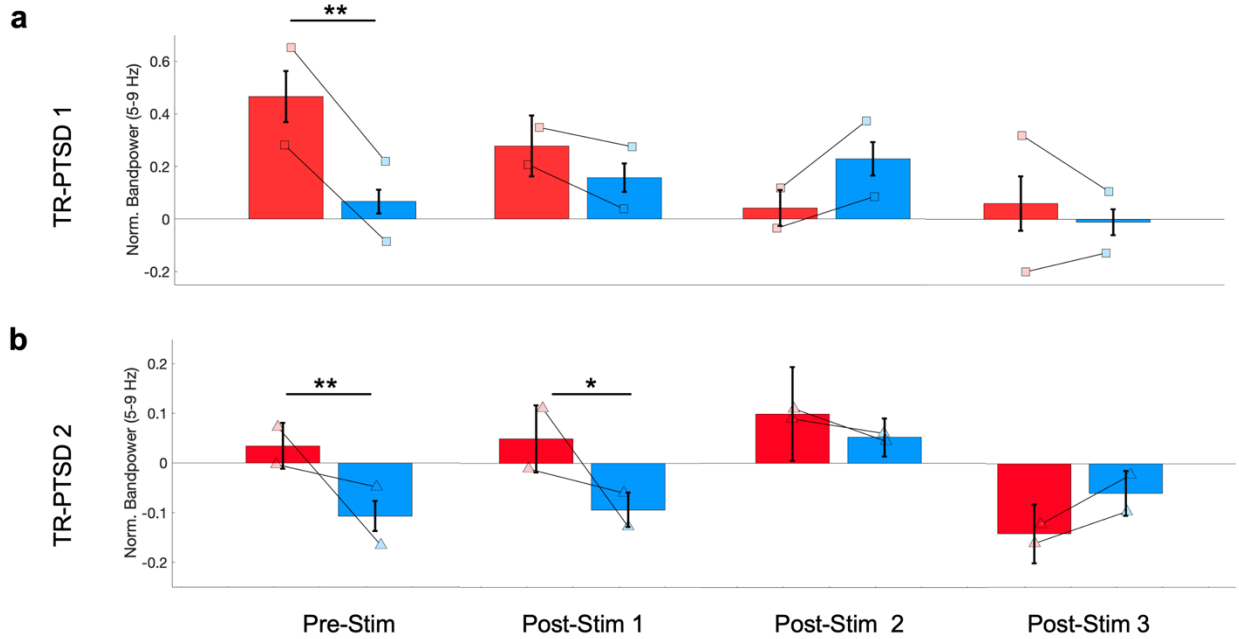 a
**
TR-PTSD 1
Norm. Bandpower (5-9 Hz)
0.6
0.4
0.2
0
-0.2
b
**
*
TR-PTSD 2
Norm. Bandpower (5-9 Hz)
0.2
0.1
0
-0.1
-0.2
Pre-Stim Post-Stim 1 Post-Stim 2 Post-Stim 3